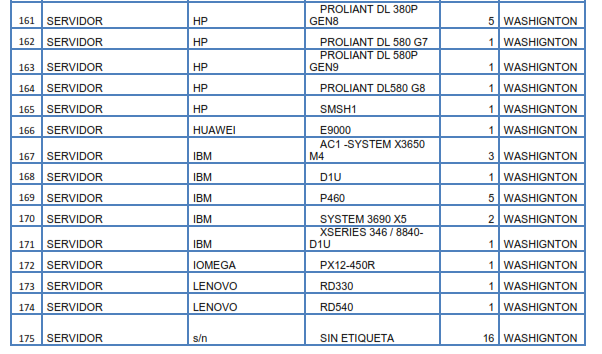 161 SERVIDOR HP PROLIANT DL 380P GEN8 5 WASHIGNTON
162 SERVIDOR HP PROLIANT DL 580 G7 1 WASHIGNTON
163 SERVIDOR HP PROLIANT DL 580P GEN9 1 WASHIGNTON
164 SERVIDOR HP PROLIANT DL580 G8 1 WASHIGNTON
165 SERVIDOR HP SMSH1 1 WASHIGNTON
166 SERVIDOR HUAWEI E9000 1 WASHIGNTON
167 SERVIDOR IBM AC1 -SYSTEM X3650 M4 3 WASHIGNTON
168 SERVIDOR IBM D1U 1 WASHIGNTON
169 SERVIDOR IBM P460 5 WASHIGNTON
170 SERVIDOR IBM SYSTEM 3690 X5 2 WASHIGNTON
171 SERVIDOR IBM XSERIES 346 / 8840-D1U 1 WASHIGNTON
172 SERVIDOR IOMEGA PX12-450R 1 WASHIGNTON
173 SERVIDOR LENOVO RD330 1 WASHIGNTON
174 SERVIDOR LENOVO RD540 1 WASHIGNTON
175 SERVIDOR s/n SIN ETIQUETA 16 WASHIGNTON